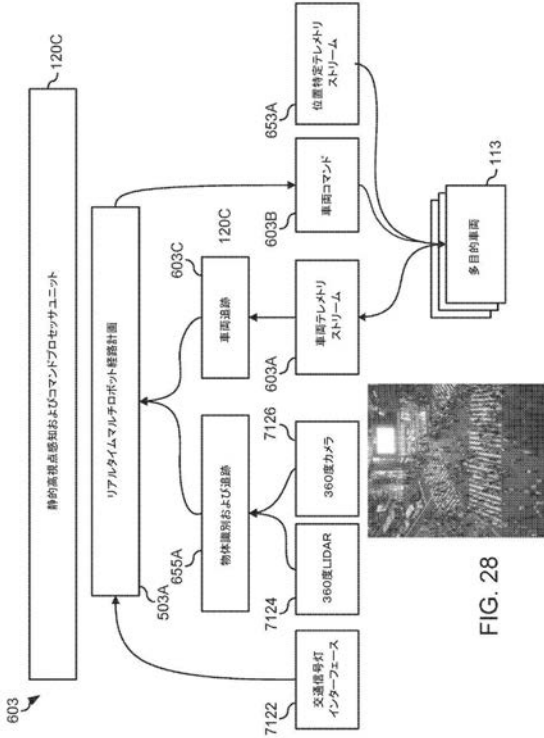 603
静的高視点感知およびコマンドプロセッサユニット
120C
リアルタイムマルチロボット経路計画
503A
物体識別および追跡
655A
車両追跡
603C
120C
7122
交通信号灯
インターフェース
7124
360度LIDAR
7126
360度カメラ
603A
車両テレメトリ
ストリーム
603B
車両コマンド
653A
位置特定テレメトリ
ストリーム
多目的車両
113
FIG. 28